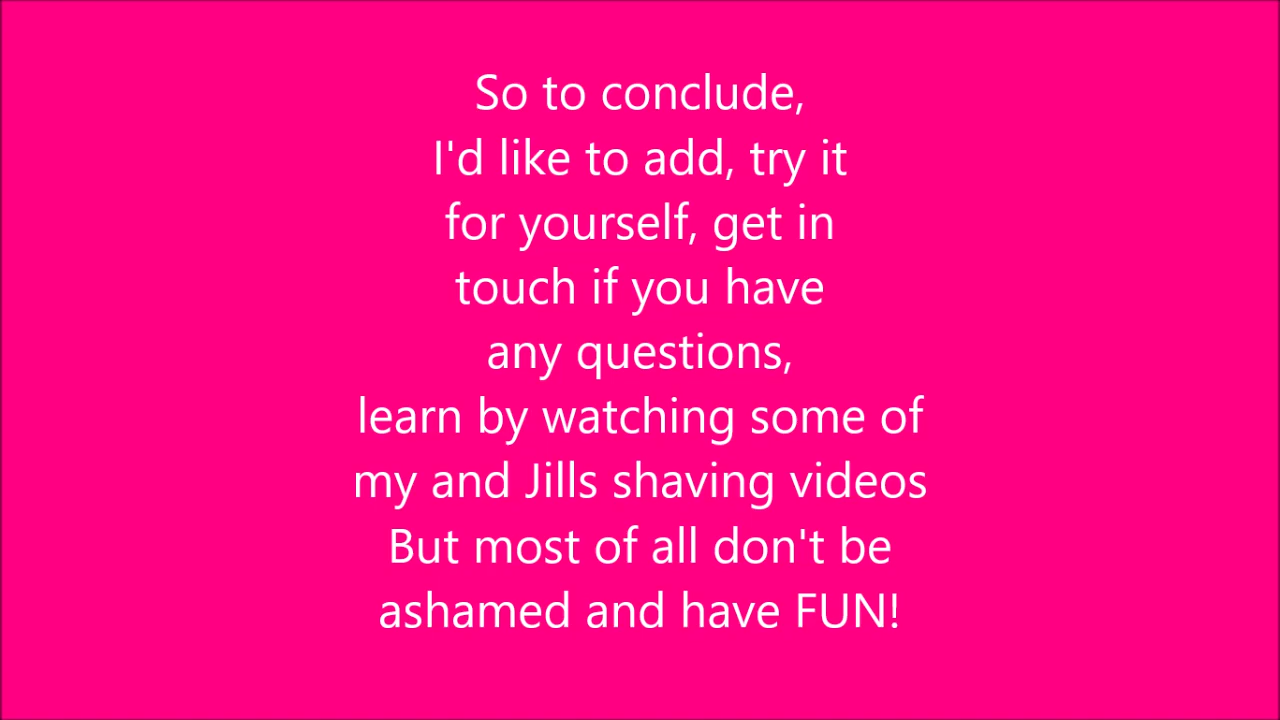 So to conclude,
I'd like to add, try it
for yourself, get in
touch if you have
any questions,
learn by watching some of
my and Jills shaving videos
But most of all don't be
ashamed and have FUN!